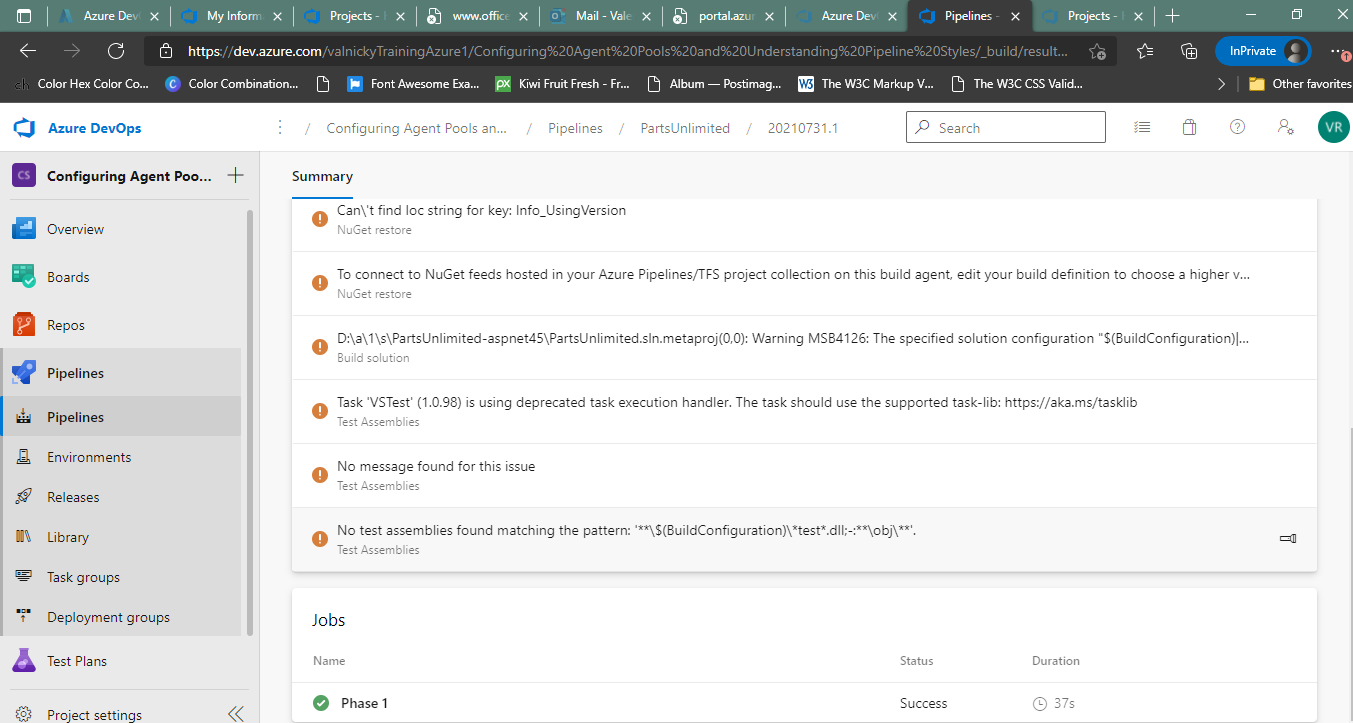 Azure Devl
My Inform
Projects -
www.office
Mail - Vale
portal.azur
Azure Devl
Pipelines -
Projects -
https://dev.azure.com/valnickyTrainingAzure1/Configuring%20Agent%20Pools%20and%20Understanding%20Pipeline%20Styles/_build/result...
InPrivate
Color Hex Color Co...
Color Combination...
Font Awesome Exa...
px
Kiwi Fruit Fresh - Fr...
Album — Postimag...
W3
The W3C Markup V...
The W3C CSS Valid...
Other favorites
Azure DevOps
/ Configuring Agent Pools an... / Pipelines / PartsUnlimited / 20210731.1
Search
VR
CS
Configuring Agent Poo...
Summary
Can\'t find loc string for key: Info_UsingVersion
NuGet restore
Overview
To connect to NuGet feeds hosted in your Azure Pipelines/TFS project collection on this build agent, edit your build definition to choose a higher v...
NuGet restore
Boards
Repos
D:\a\1\s\PartsUnlimited-aspnet45\PartsUnlimited.sln.metaproj(0,0): Warning MSB4126: The specified solution configuration "$(BuildConfiguration)|...
Build solution
Pipelines
Pipelines
Task 'VSTest' (1.0.98) is using deprecated task execution handler. The task should use the supported task-lib: https://aka.ms/tasklib
Test Assemblies
Environments
No message found for this issue
Test Assemblies
Releases
Library
No test assemblies found matching the pattern: '**\$(BuildConfiguration)\*test*.dll;-:**\obj\**'.
Test Assemblies
Task groups
Deployment groups
Test Plans
Project settings
Jobs
Name
Status
Duration
Phase 1
Success
37s